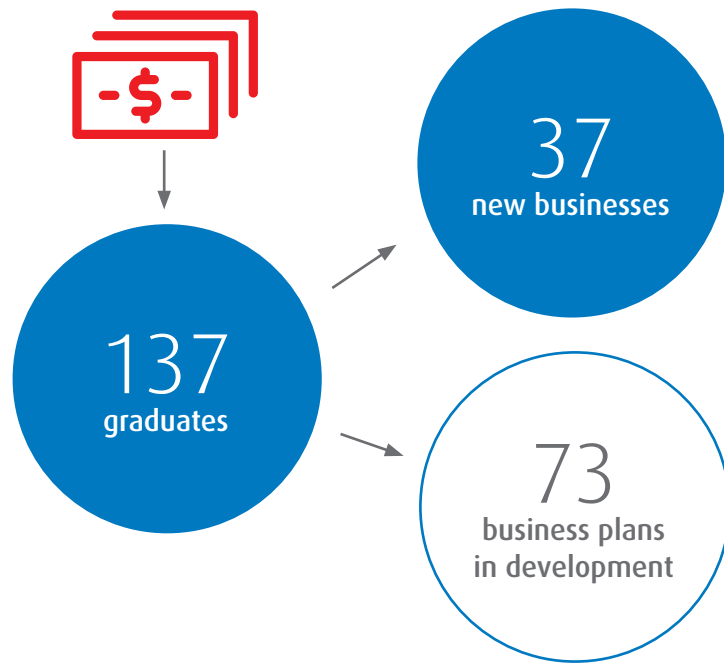 $
137
graduates
37
new businesses
73
business plans
in development